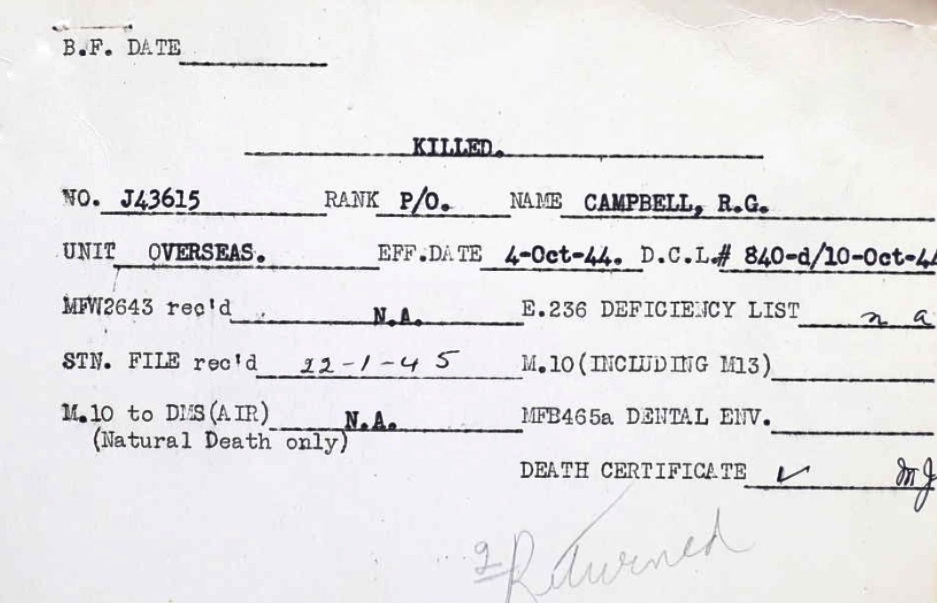 B.F. DATE
KILLED.
NO. J43615 RANK P/O. NAME CAMPBELL, R.G.
UNIT OVERSEAS. EFF.DATE 4-Oct-44. D.C.L.# 840-d/10-Oct-44
MFW2643 rec'd N.A. E.236 DEFICIENCY LIST n a
STN. FILE rec'd 22-1-45 M.10(INCLUDING M13)
M.10 to DMS(AIR) N.A. MFB465a DENTAL ENV.
(Natural Death only)
DEATH CERTIFICATE ✓ MJ
Returned